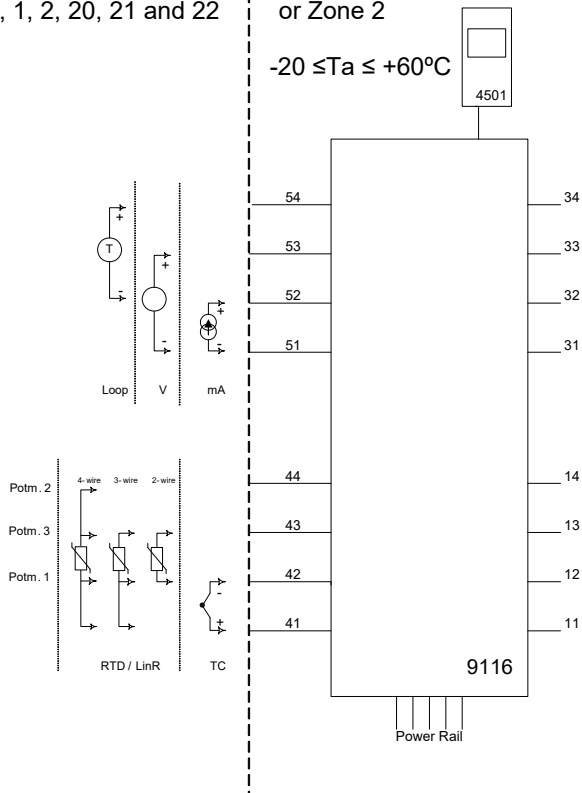 , 1, 2, 20, 21 and 22
or Zone 2
-20 ≤Ta ≤ +60ºC
4501
54
34
+
T
53
33
+
-
52
32
+
-
51
31
-
Loop
V
mA
44
14
4-wire
3-wire
2-wire
Potm. 2
43
13
Potm. 3
42
12
Potm. 1
-
41
11
+
RTD / LinR
TC
9116
Power Rail